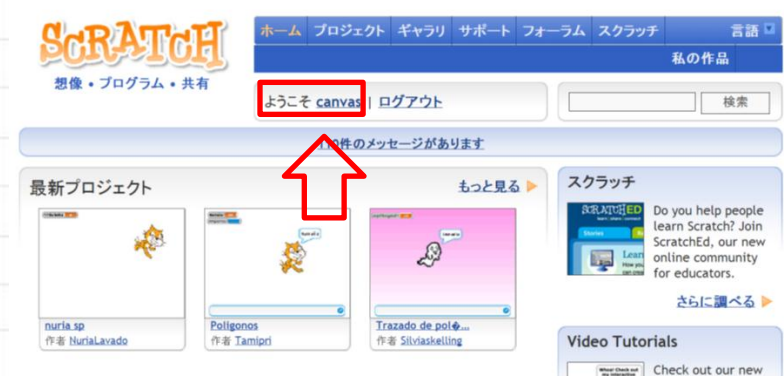 SCRATCH
想像・プログラム・共有
ホーム プロジェクト ギャラリ サポート フォーラム スクラッチ 言語
私の作品
ようこそ canvas | ログアウト
検索
件のメッセージがあります
最新プロジェクト
もっと見る
nuria sp
作者 NuriaLavado
Poligonos
作者 Tamipri
Trazado de pol�...
作者 Silviaskelling
スクラッチ
SCRATCHED
Stories
Learn
Do you help people
learn Scratch? Join
ScratchEd, our new
online community
for educators.
さらに調べる
Video Tutorials
Check out our new